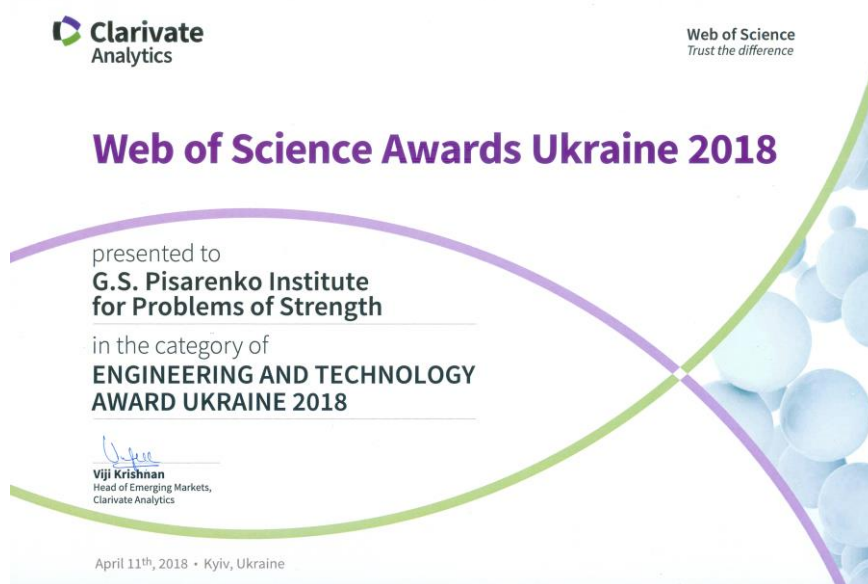 Clarivate
Analytics
Web of Science
Trust the difference
Web of Science Awards Ukraine 2018
presented to
G.S. Pisarenko Institute
for Problems of Strength
in the category of
ENGINEERING AND TECHNOLOGY
AWARD UKRAINE 2018
Viji Krishnan
Head of Emerging Markets,
Clarivate Analytics
April 11th, 2018 • Kyiv, Ukraine